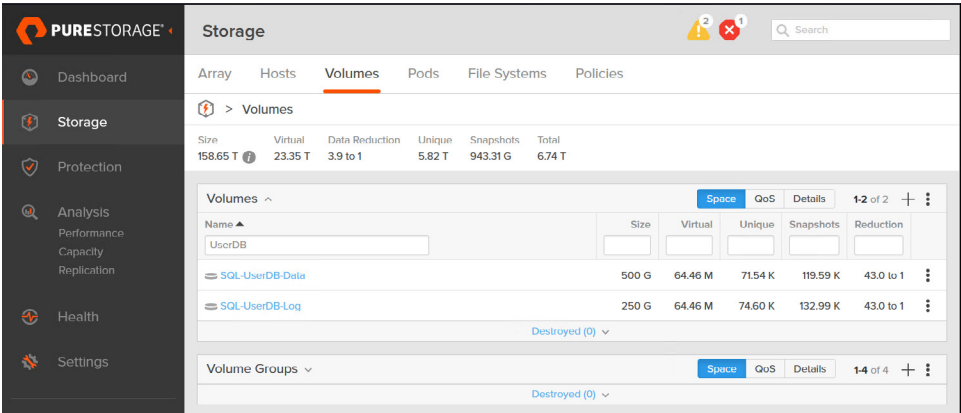 PURESTORAGE®
Dashboard
Storage
Protection
Analysis
Performance
Capacity
Replication
Health
Settings
Storage
2
1
Search
Array Hosts Volumes Pods File Systems Policies
> Volumes
Size Virtual Data Reduction Unique Snapshots Total
158.65 T 23.35 T 3.9 to 1 5.82 T 943.31 G 6.74 T
Volumes Space QoS Details 1-2 of 2
Name Size Virtual Unique Snapshots Reduction
UserDB
SQL-UserDB-Data 500 G 64.46 M 71.54 K 119.59 K 43.0 to 1
SQL-UserDB-Log 250 G 64.46 M 74.60 K 132.99 K 43.0 to 1
Destroyed (0)
Volume Groups Space QoS Details 1-4 of 4
Destroyed (0)